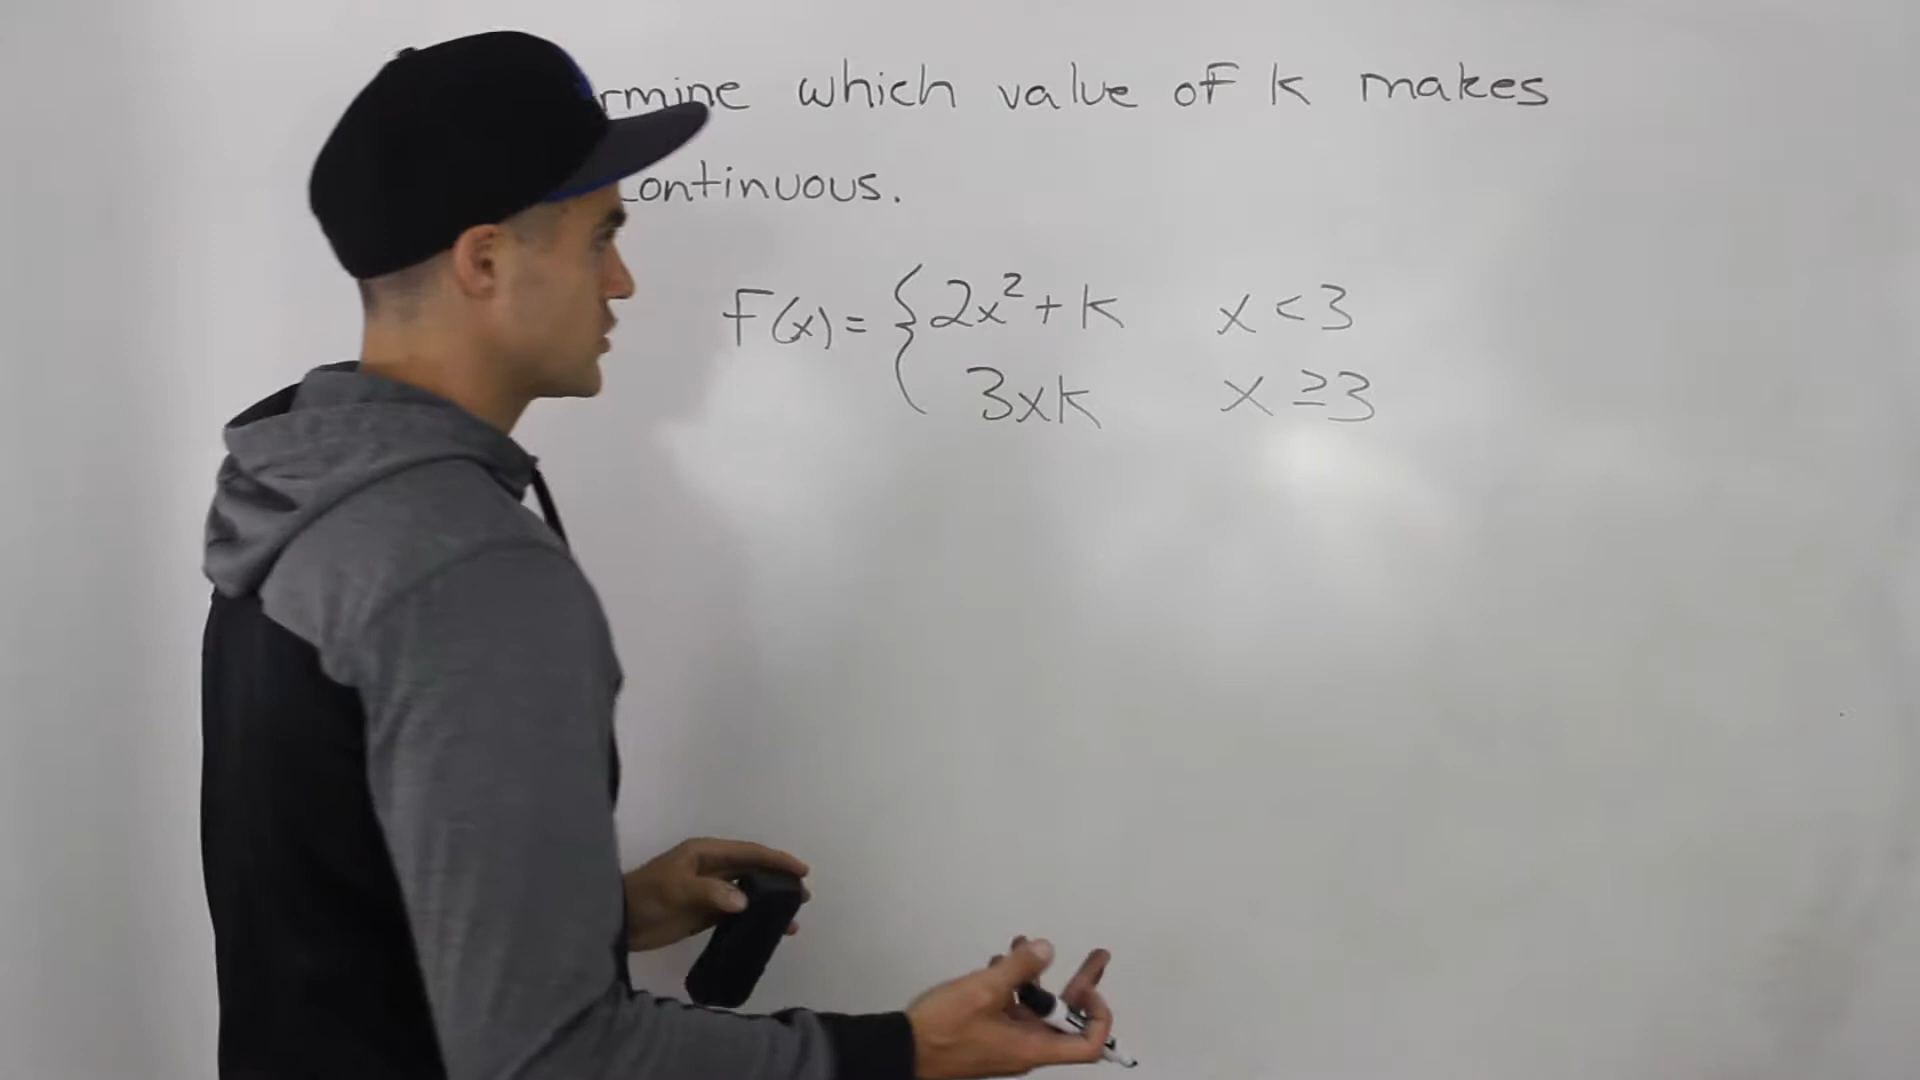 rmine which value of k makes
continuous.
F(x) = { 2x² + k x < 3
3xk x ≥ 3